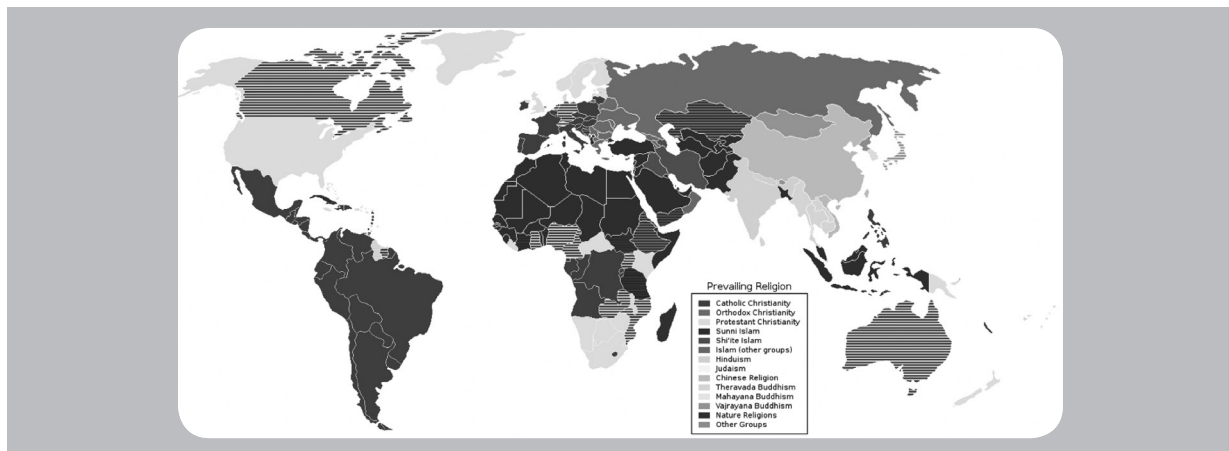 Prevailing Religion
Catholic Christianity
Orthodox Christianity
Protestant Christianity
Sunni Islam
Shi'ite Islam
Islam (other groups)
Hinduism
Judaism
Chinese Religion
Theravada Buddhism
Mahayana Buddhism
Vajrayana Buddhism
Nature Religions
Other Groups